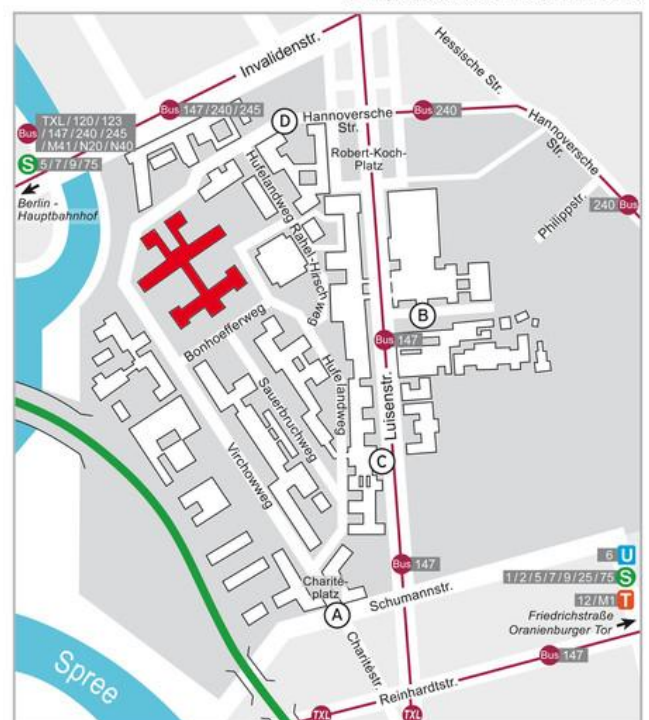 Invalidenstr.
Hessische Str.
Bus 147/240/245
TXL / 120 / 123
Bus / 147 / 240 / 245
/ M41 / N20 / N40
S 5/7/9/75
Berlin -
Hauptbahnhof
D
Hannoversche
Str.
Bus 240
Hannoversche
Str.
Robert-Koch-
Platz
Philippstr.
240 Bus
Hufelandweg
Rahel-Hirsch weg
B
Bonhoefferweg
Bus 147
Hufelandweg
Luisenstr.
Sauerbruchweg
Virchowweg
C
6 U
Bus 147
1/2/5/7/9/25/75 S
12/M1 T
Charité-
platz
Schumannstr.
A
Friedrichstraße
Oranienburger Tor
Charitéstr.
Bus 147
Spree
Reinhardtstr.
TXL
TXL